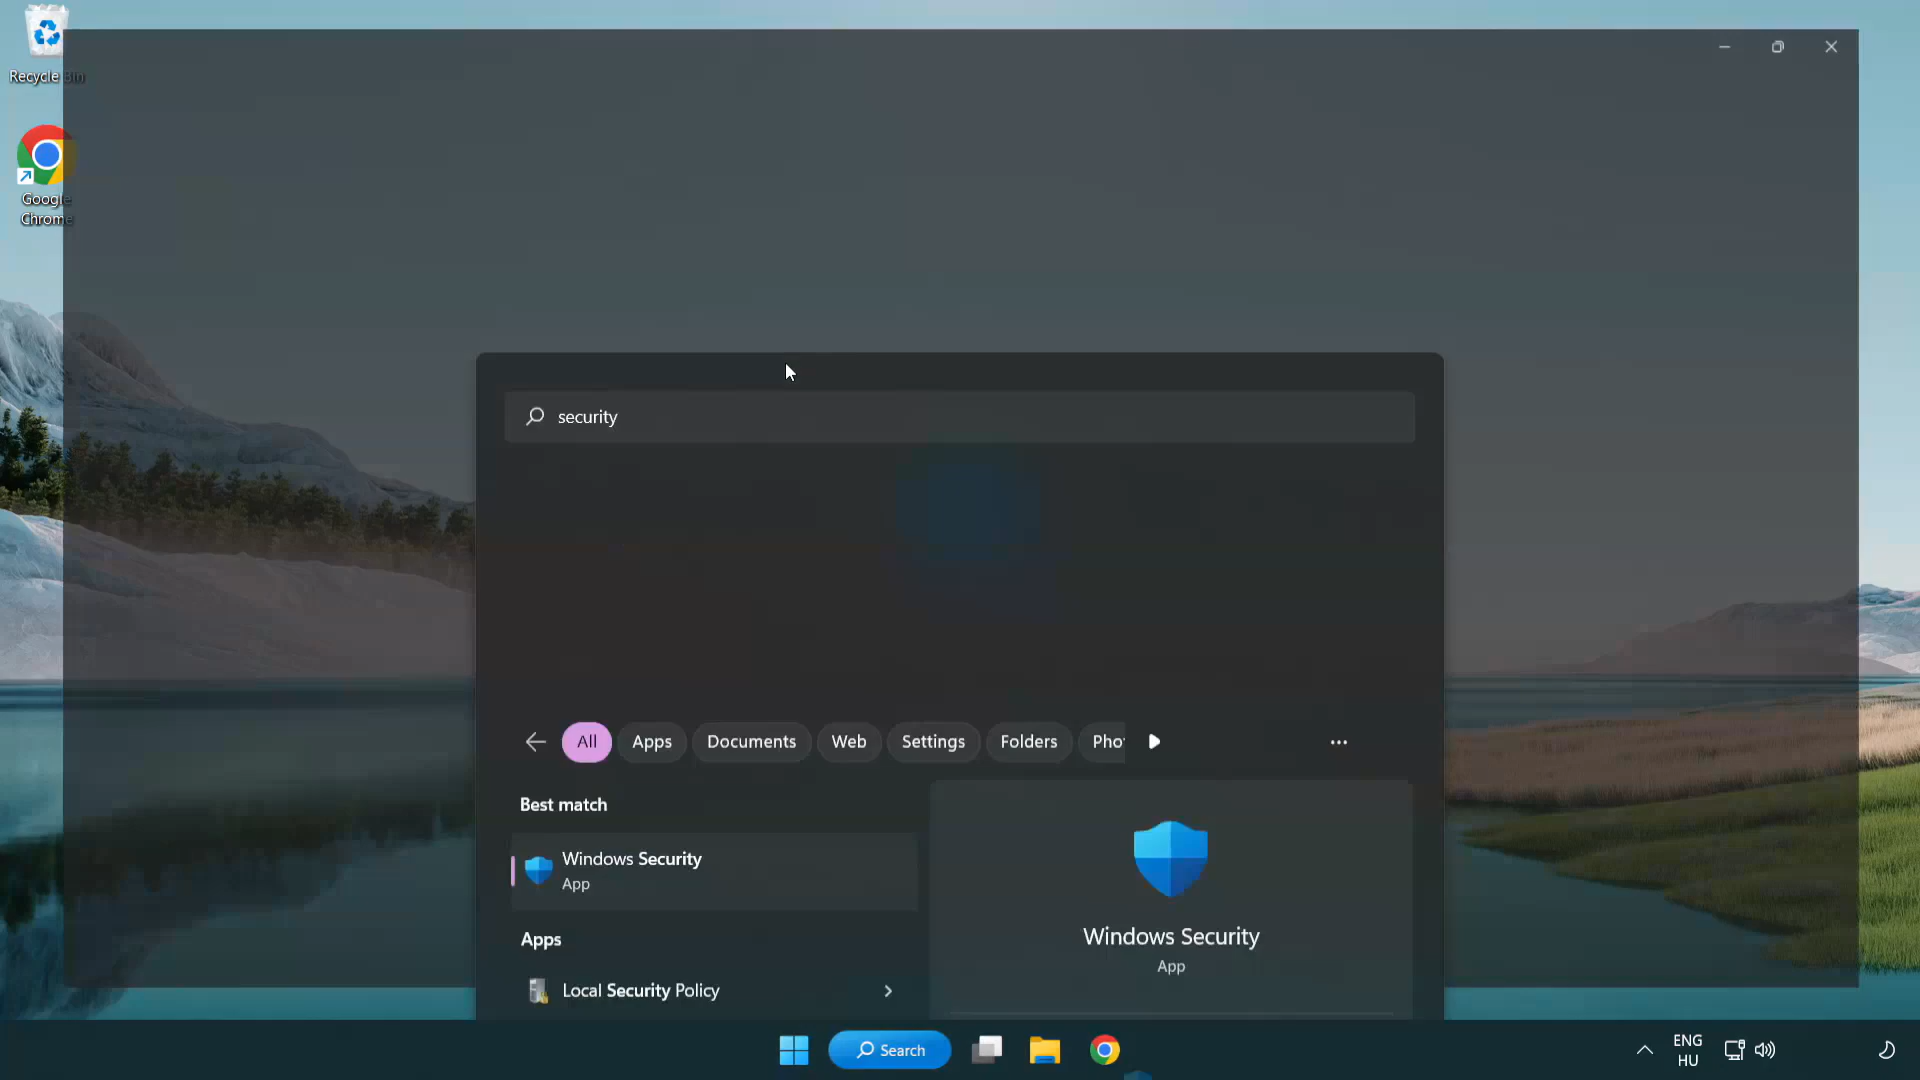 Recycle Bin
Google
Chrome
security
All
Apps
Documents
Web
Settings
Folders
Best match
Windows Security
App
Apps
Local Security Policy
Windows Security
App
Search
ENG
HU